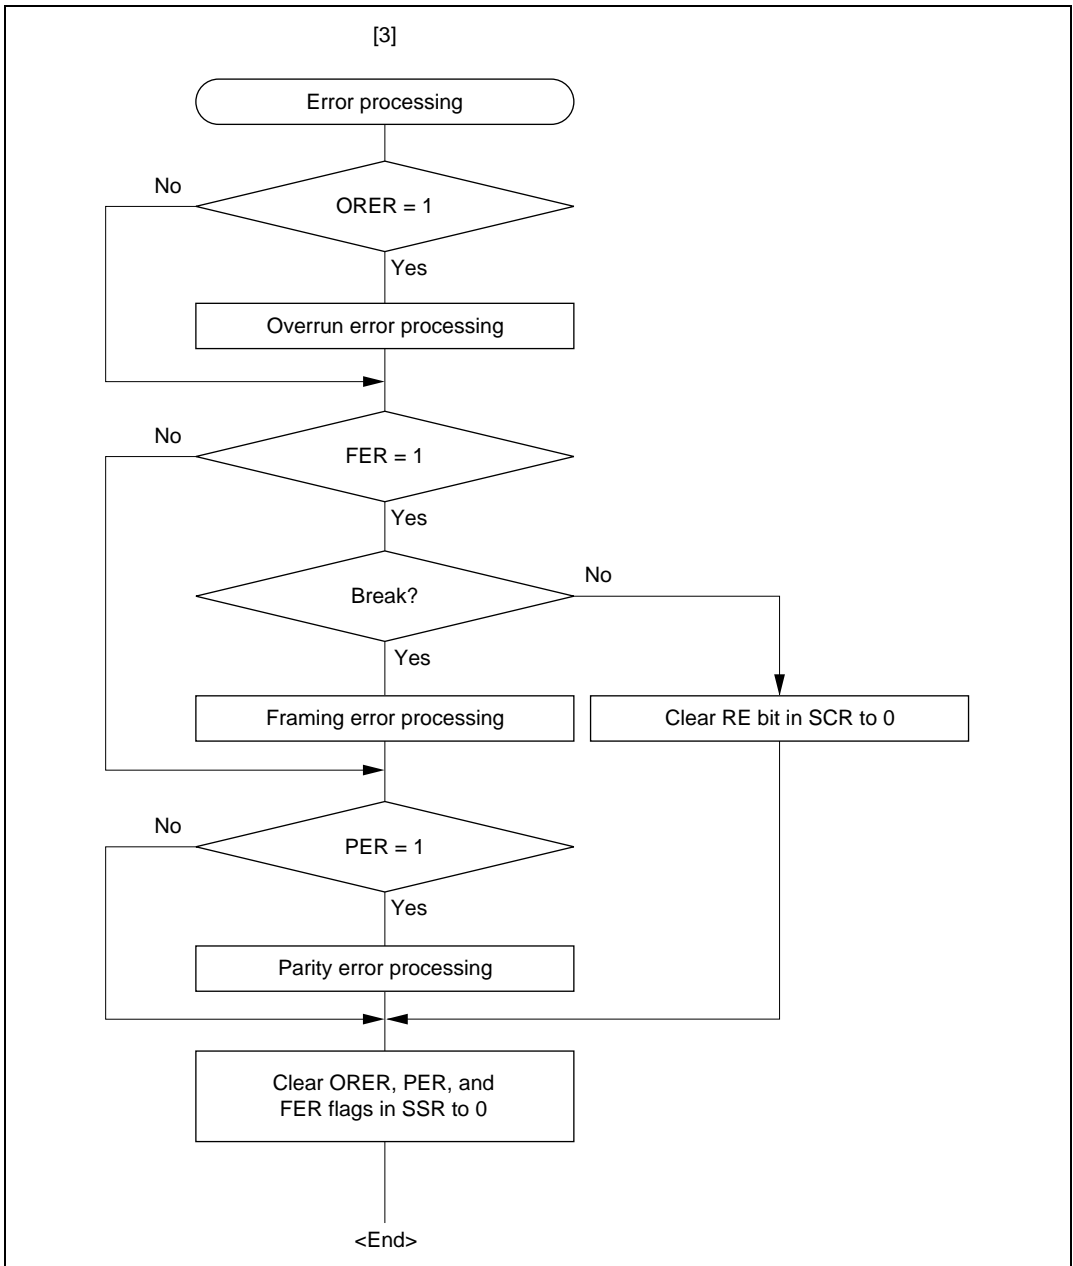 [3]
Error processing
No
ORER = 1
Yes
Overrun error processing
No
FER = 1
Yes
No
Break?
Yes
Framing error processing
Clear RE bit in SCR to 0
No
PER = 1
Yes
Parity error processing
Clear ORER, PER, and
FER flags in SSR to 0
<End>